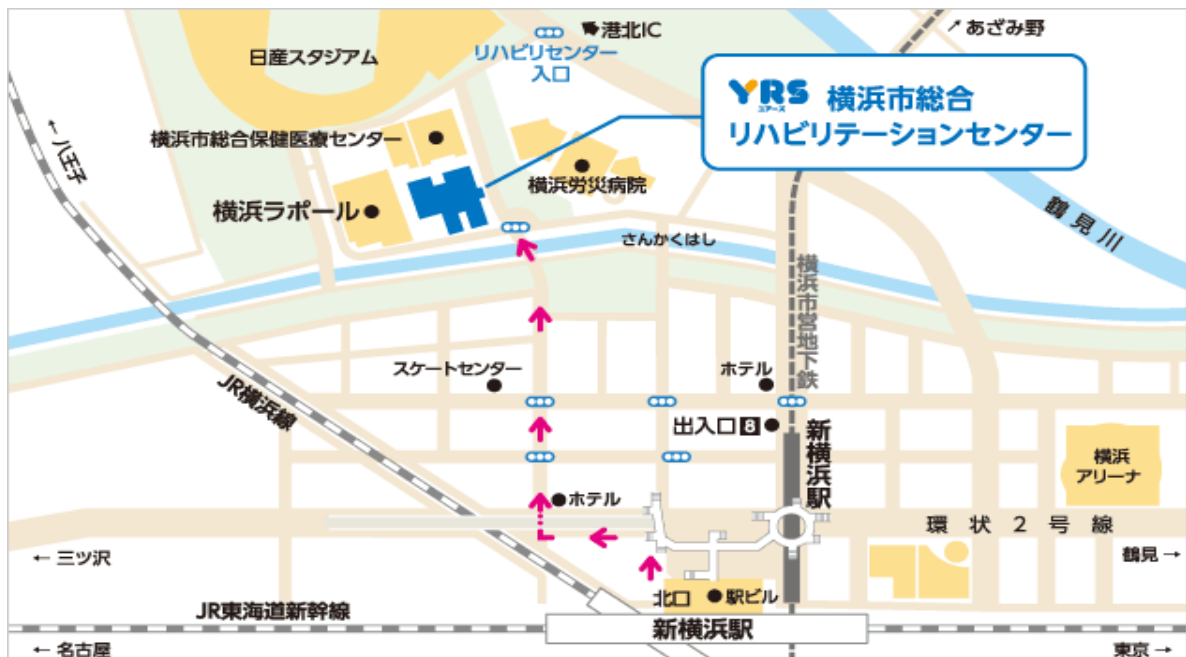 港北IC
あざみ野
日産スタジアム
リハビリセンター
入口
YRS
ユアーズ
横浜市総合
リハビリテーションセンター
横浜市総合保健医療センター
八王子
横浜労災病院
横浜ラポール
鶴見川
さんかくはし
横浜市営地下鉄
スケートセンター
ホテル
JR横浜線
出入口8
新横浜駅
横浜
アリーナ
ホテル
環状2号線
← 三ツ沢
鶴見 →
北口
駅ビル
JR東海道新幹線
新横浜駅
← 名古屋
東京 →